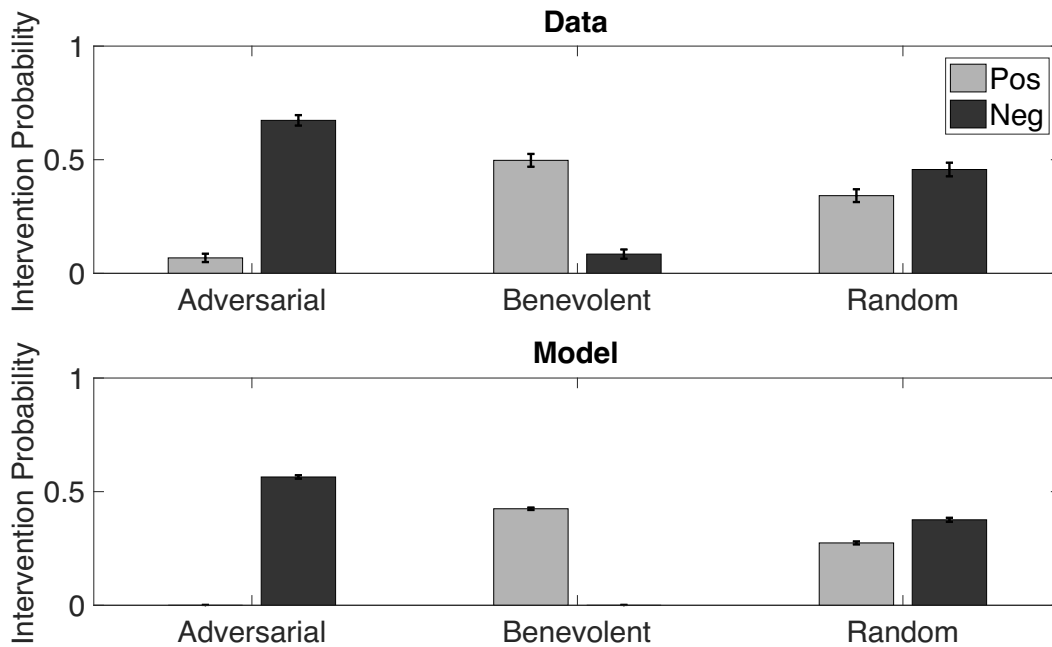 Data
Intervention Probability
1
0.5
0
Pos
Neg
Adversarial Benevolent Random
Model
Intervention Probability
1
0.5
0
Adversarial Benevolent Random